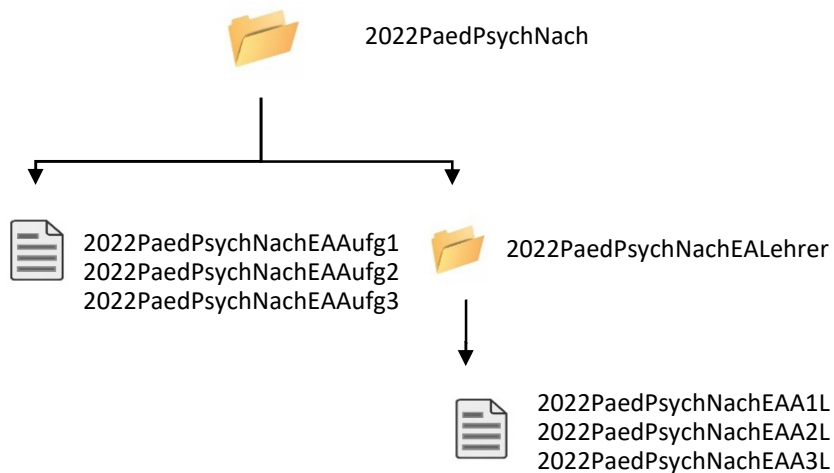 2022PaedPsychNach
2022PaedPsychNachEAAufg1
2022PaedPsychNachEAAufg2
2022PaedPsychNachEAAufg3
2022PaedPsychNachEALehrer
2022PaedPsychNachEAA1L
2022PaedPsychNachEAA2L
2022PaedPsychNachEAA3L